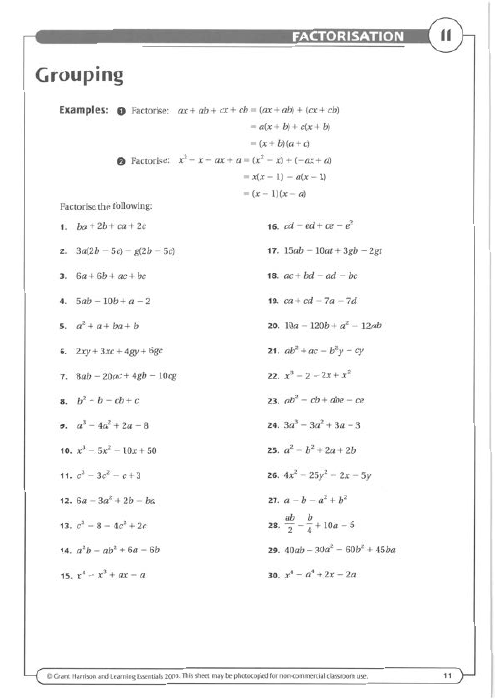 FACTORISATION 11
Grouping
Examples: 1 Factorise: ax + ab + cx + cb = (ax + ab) + (cx + cb)
= a(x + b) + c(x + b)
= (x + b)(a + c)
2 Factorise: x² − x − ax + a = (x² − x) + (−ax + a)
= x(x − 1) − a(x − 1)
= (x − 1)(x − a)
Factorise the following:
1. ba + 2b + ca + 2c
2. 3a(2b − 5c) − g(2b − 5c)
3. 6a + 6b + ac + bc
4. 5ab − 10b + a − 2
5. a² + a + ba + b
6. 2xy + 3xc + 4gy + 6gc
7. 8ab − 20ac + 4gb − 10cg
8. b² − b − cb + c
9. a³ − 4a² + 2a − 8
10. x³ − 5x² − 10x + 50
11. c³ − 3c² − c + 3
12. 6a − 3a² + 2b − ba
13. c³ − 8 − 4c² + 2c
14. a²b − ab² + 6a − 6b
15. x⁴ − x³ + ax − a
16. cd − ed + ce − e²
17. 15ab − 10at + 3gb − 2gt
18. ac + bd − ad − bc
19. ca + cd − 7a − 7d
20. 10a − 120b + a² − 12ab
21. ab² + ac − b²y − cy
22. x³ − 2 − 2x + x²
23. ab² − cb + abe − ce
24. 3a³ − 3a² + 3a − 3
25. a² − b² + 2a + 2b
26. 4x² − 25y² − 2x − 5y
27. a − b − a² + b²
28. ab/2 − b/4 + 10a − 5
29. 40ab − 30a² − 60b² + 45ba
30. x⁴ − a⁴ + 2x − 2a
© Grant Harrison and Learning Essentials This sheet may be photocopied for non-commercial classroom use. 11